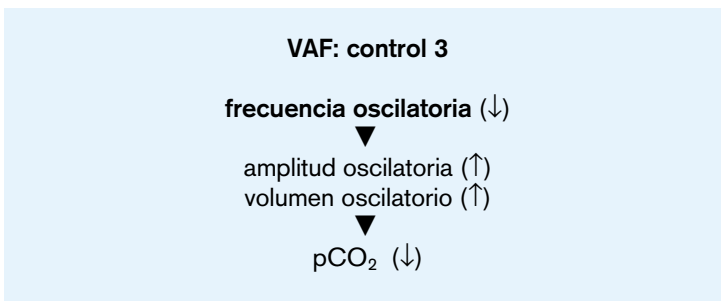 VAF: control 3
frecuencia oscilatoria (↓)
▼
amplitud oscilatoria (↑)
volumen oscilatorio (↑)
▼
pCO₂ (↓)